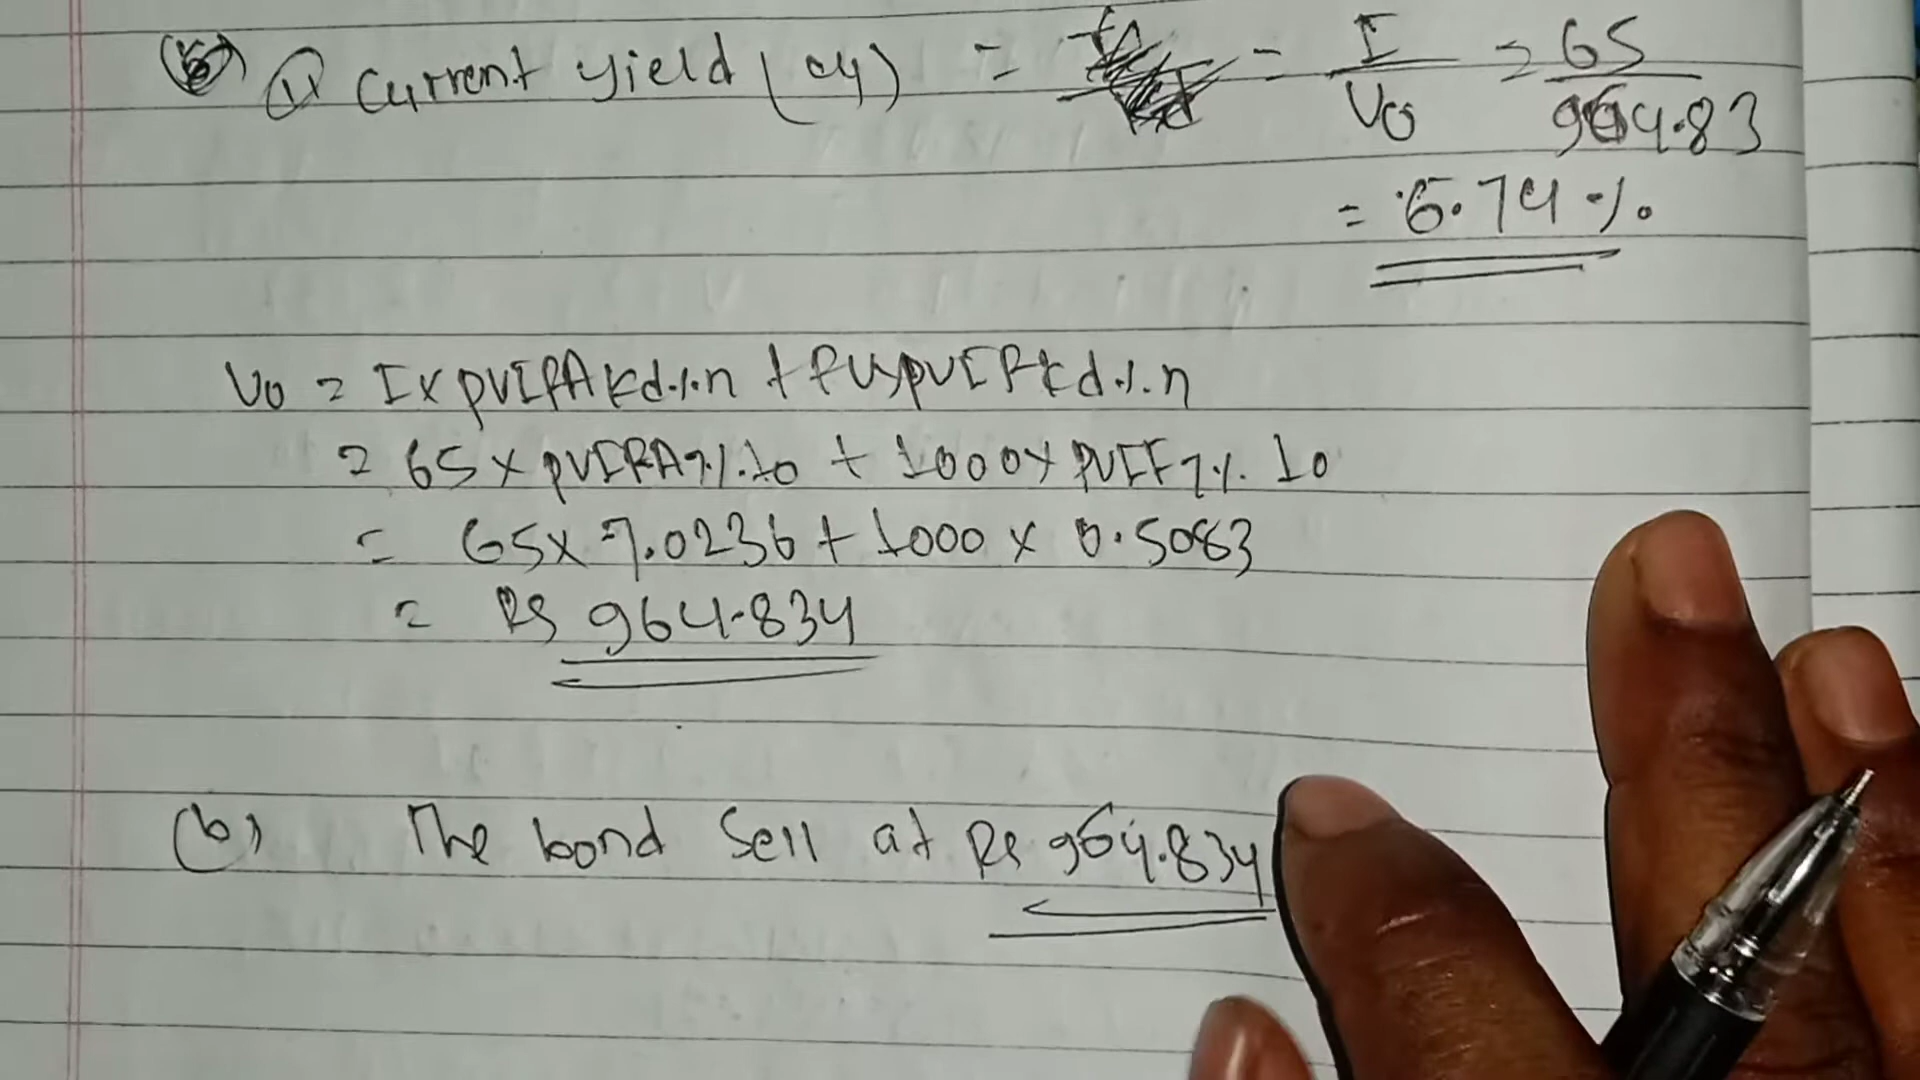 (b) (ii) Current yield (cy) = = I/V0 = 65/964.83
= 6.74 %
V0 = I x PVIFA kd%.n + FV x PVIF kd%.n
= 65 x PVIFA 7%.10 + 1000 x PVIF 7%. 10
= 65 x 7.0236 + 1000 x 0.5083
= Rs 964.834
(b) The bond Sell at Rs 964.834